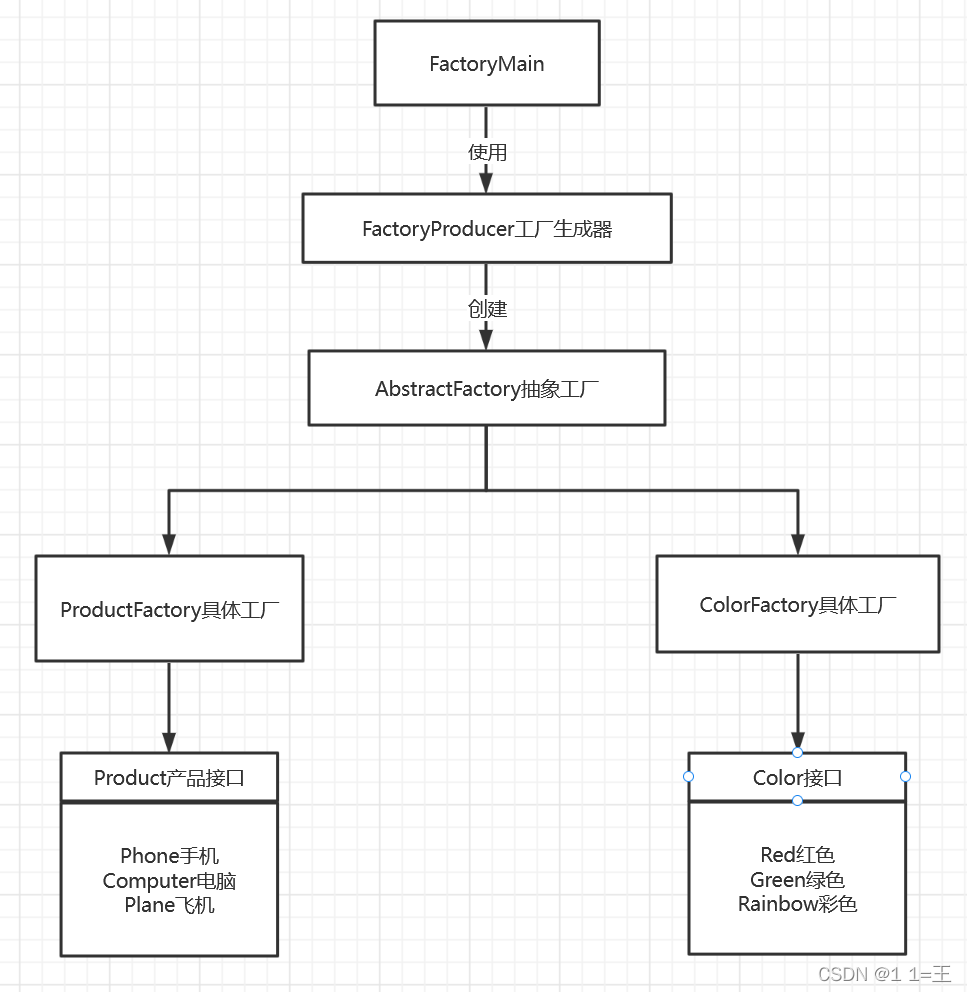 FactoryMain
使用
FactoryProducer工厂生成器
创建
AbstractFactory抽象工厂
ProductFactory具体工厂
ColorFactory具体工厂
Product产品接口
Color接口
Phone手机
Computer电脑
Plane飞机
Red红色
Green绿色
Rainbow彩色
CSDN @1 1=王